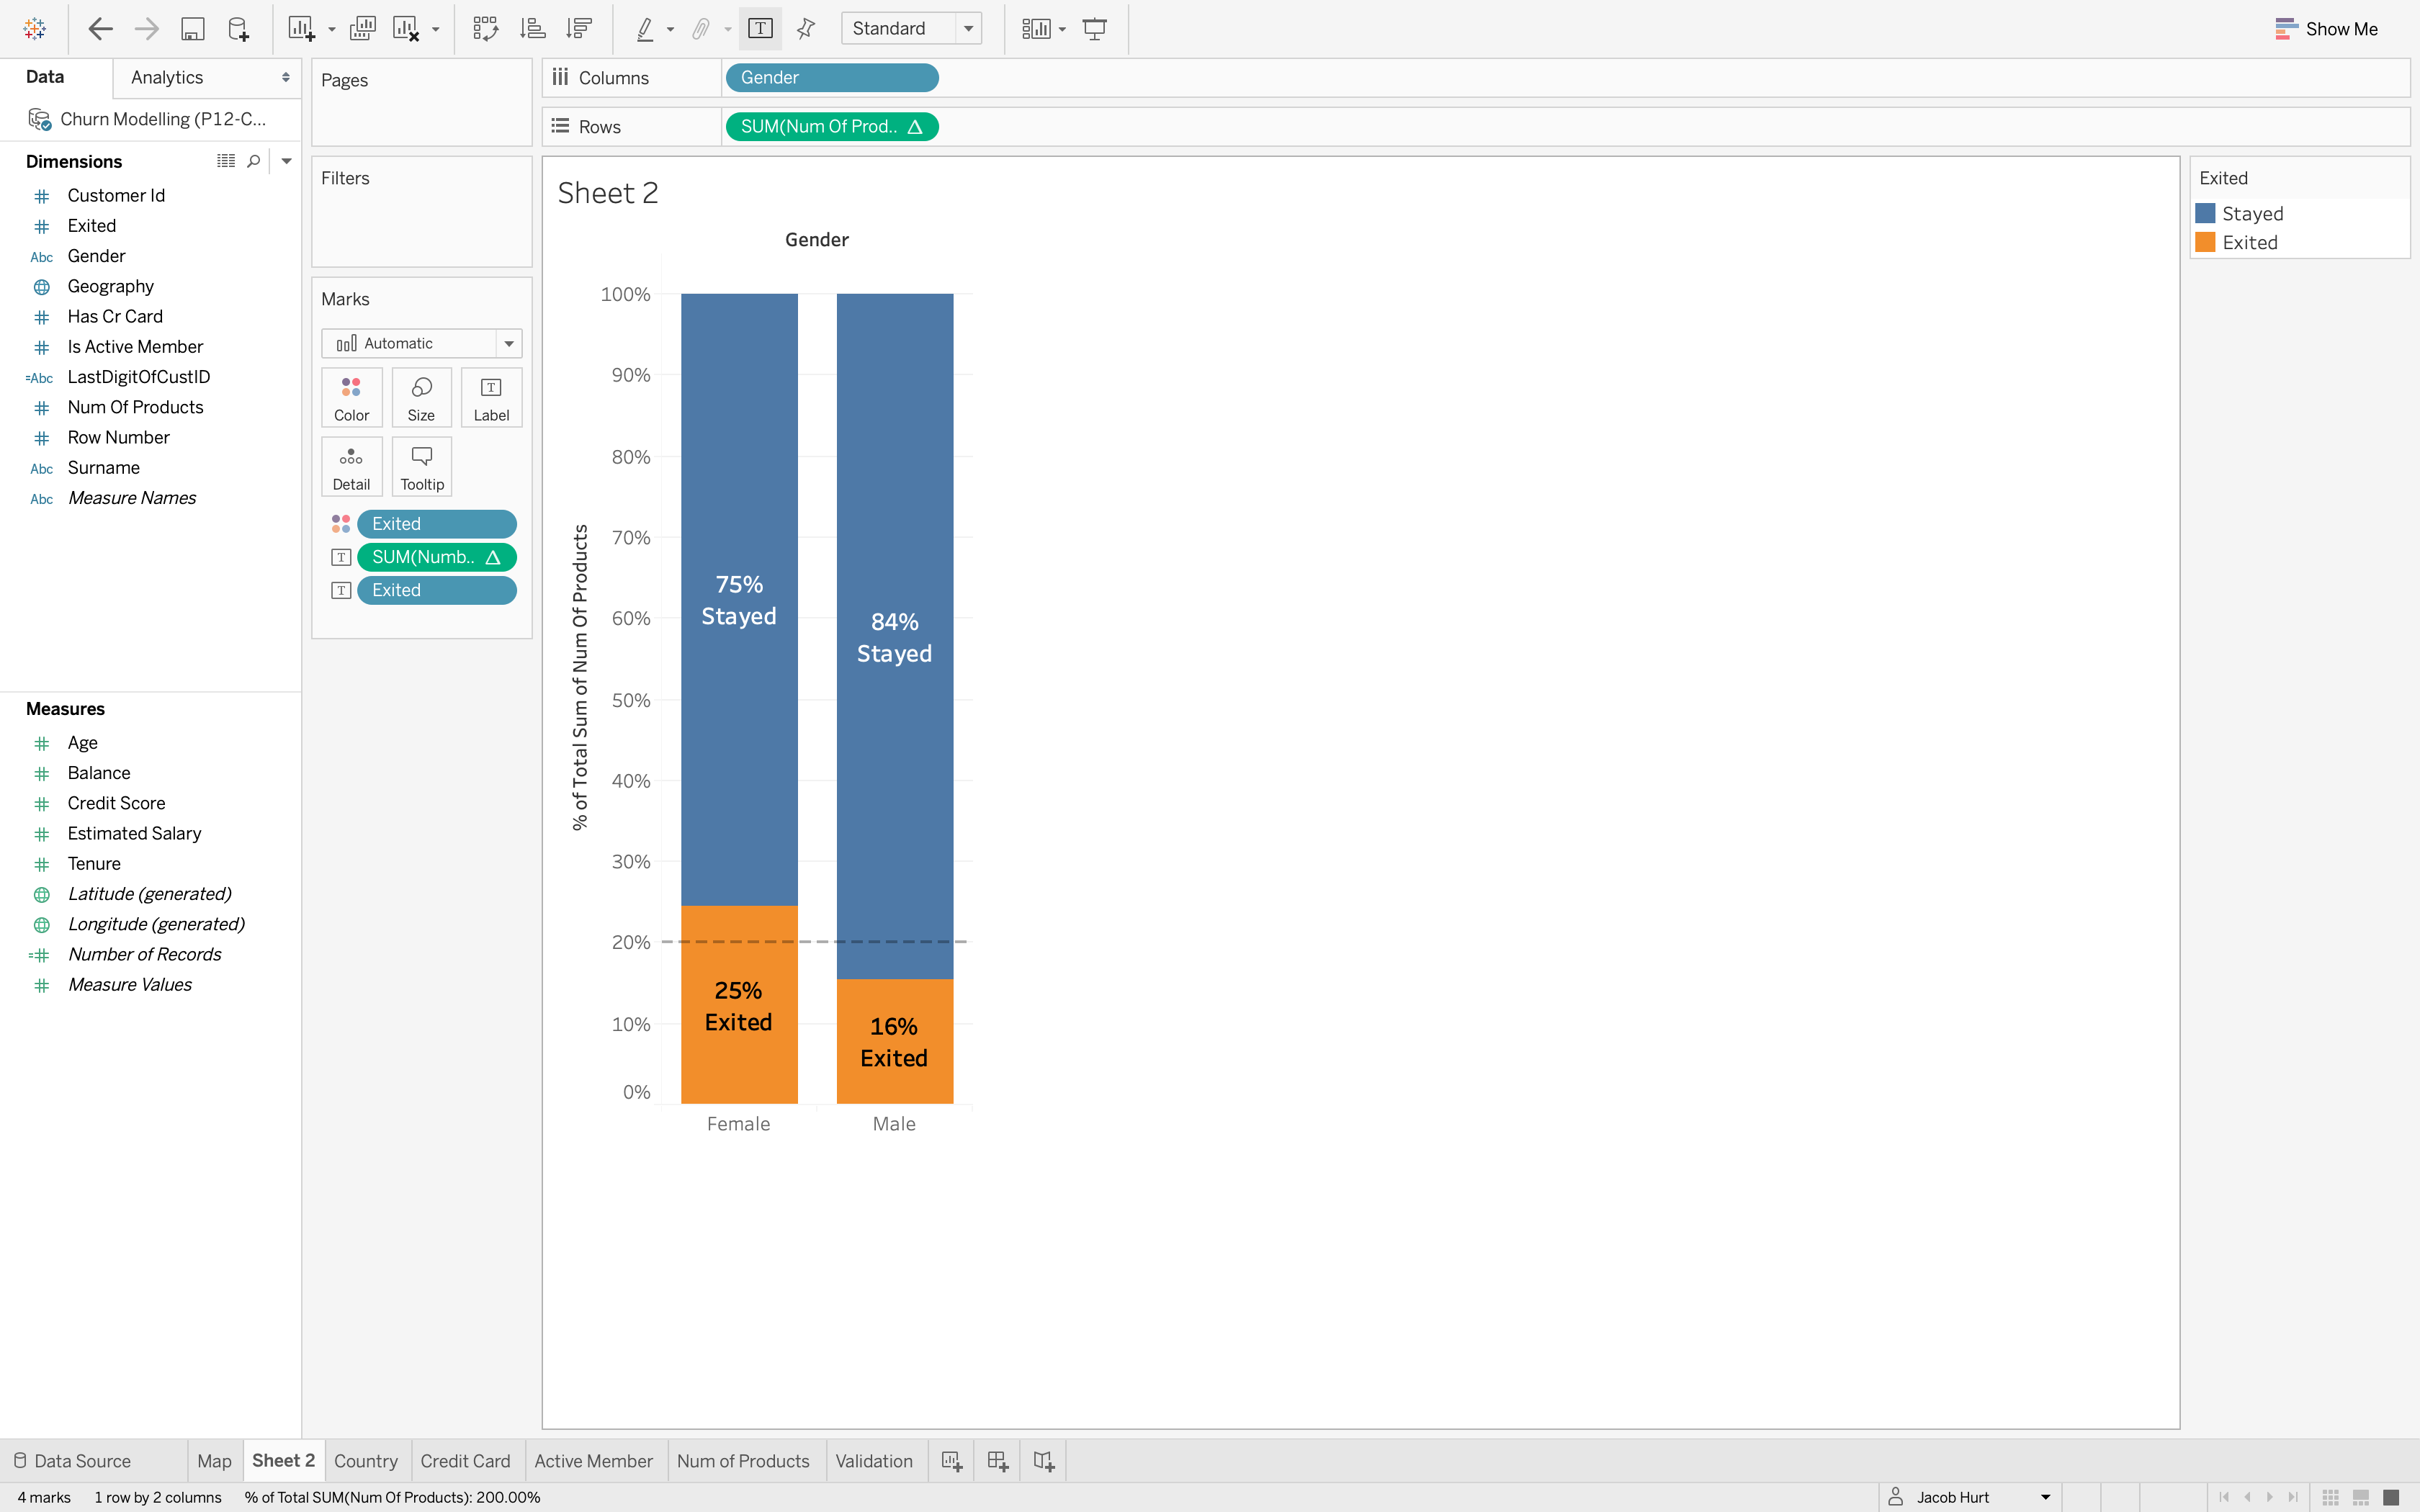 Standard
Show Me
Data
Analytics
Churn Modelling (P12-C...
Dimensions
# Customer Id
# Exited
Abc Gender
Geography
# Has Cr Card
# Is Active Member
=Abc LastDigitOfCustID
# Num Of Products
# Row Number
Abc Surname
Abc Measure Names
Measures
# Age
# Balance
# Credit Score
# Estimated Salary
# Tenure
Latitude (generated)
Longitude (generated)
=# Number of Records
# Measure Values
Pages
Filters
Marks
Automatic
Color
Size
T
Label
Detail
Tooltip
Exited
T SUM(Numb.. Δ
T Exited
Columns
Gender
Rows
SUM(Num Of Prod.. Δ
Sheet 2
Gender
% of Total Sum of Num Of Products
100%
90%
80%
70%
60%
50%
40%
30%
20%
10%
0%
75%
Stayed
84%
Stayed
25%
Exited
16%
Exited
Female
Male
Exited
Stayed
Exited
Data Source
Map
Sheet 2
Country
Credit Card
Active Member
Num of Products
Validation
4 marks
1 row by 2 columns
% of Total SUM(Num Of Products): 200.00%
Jacob Hurt